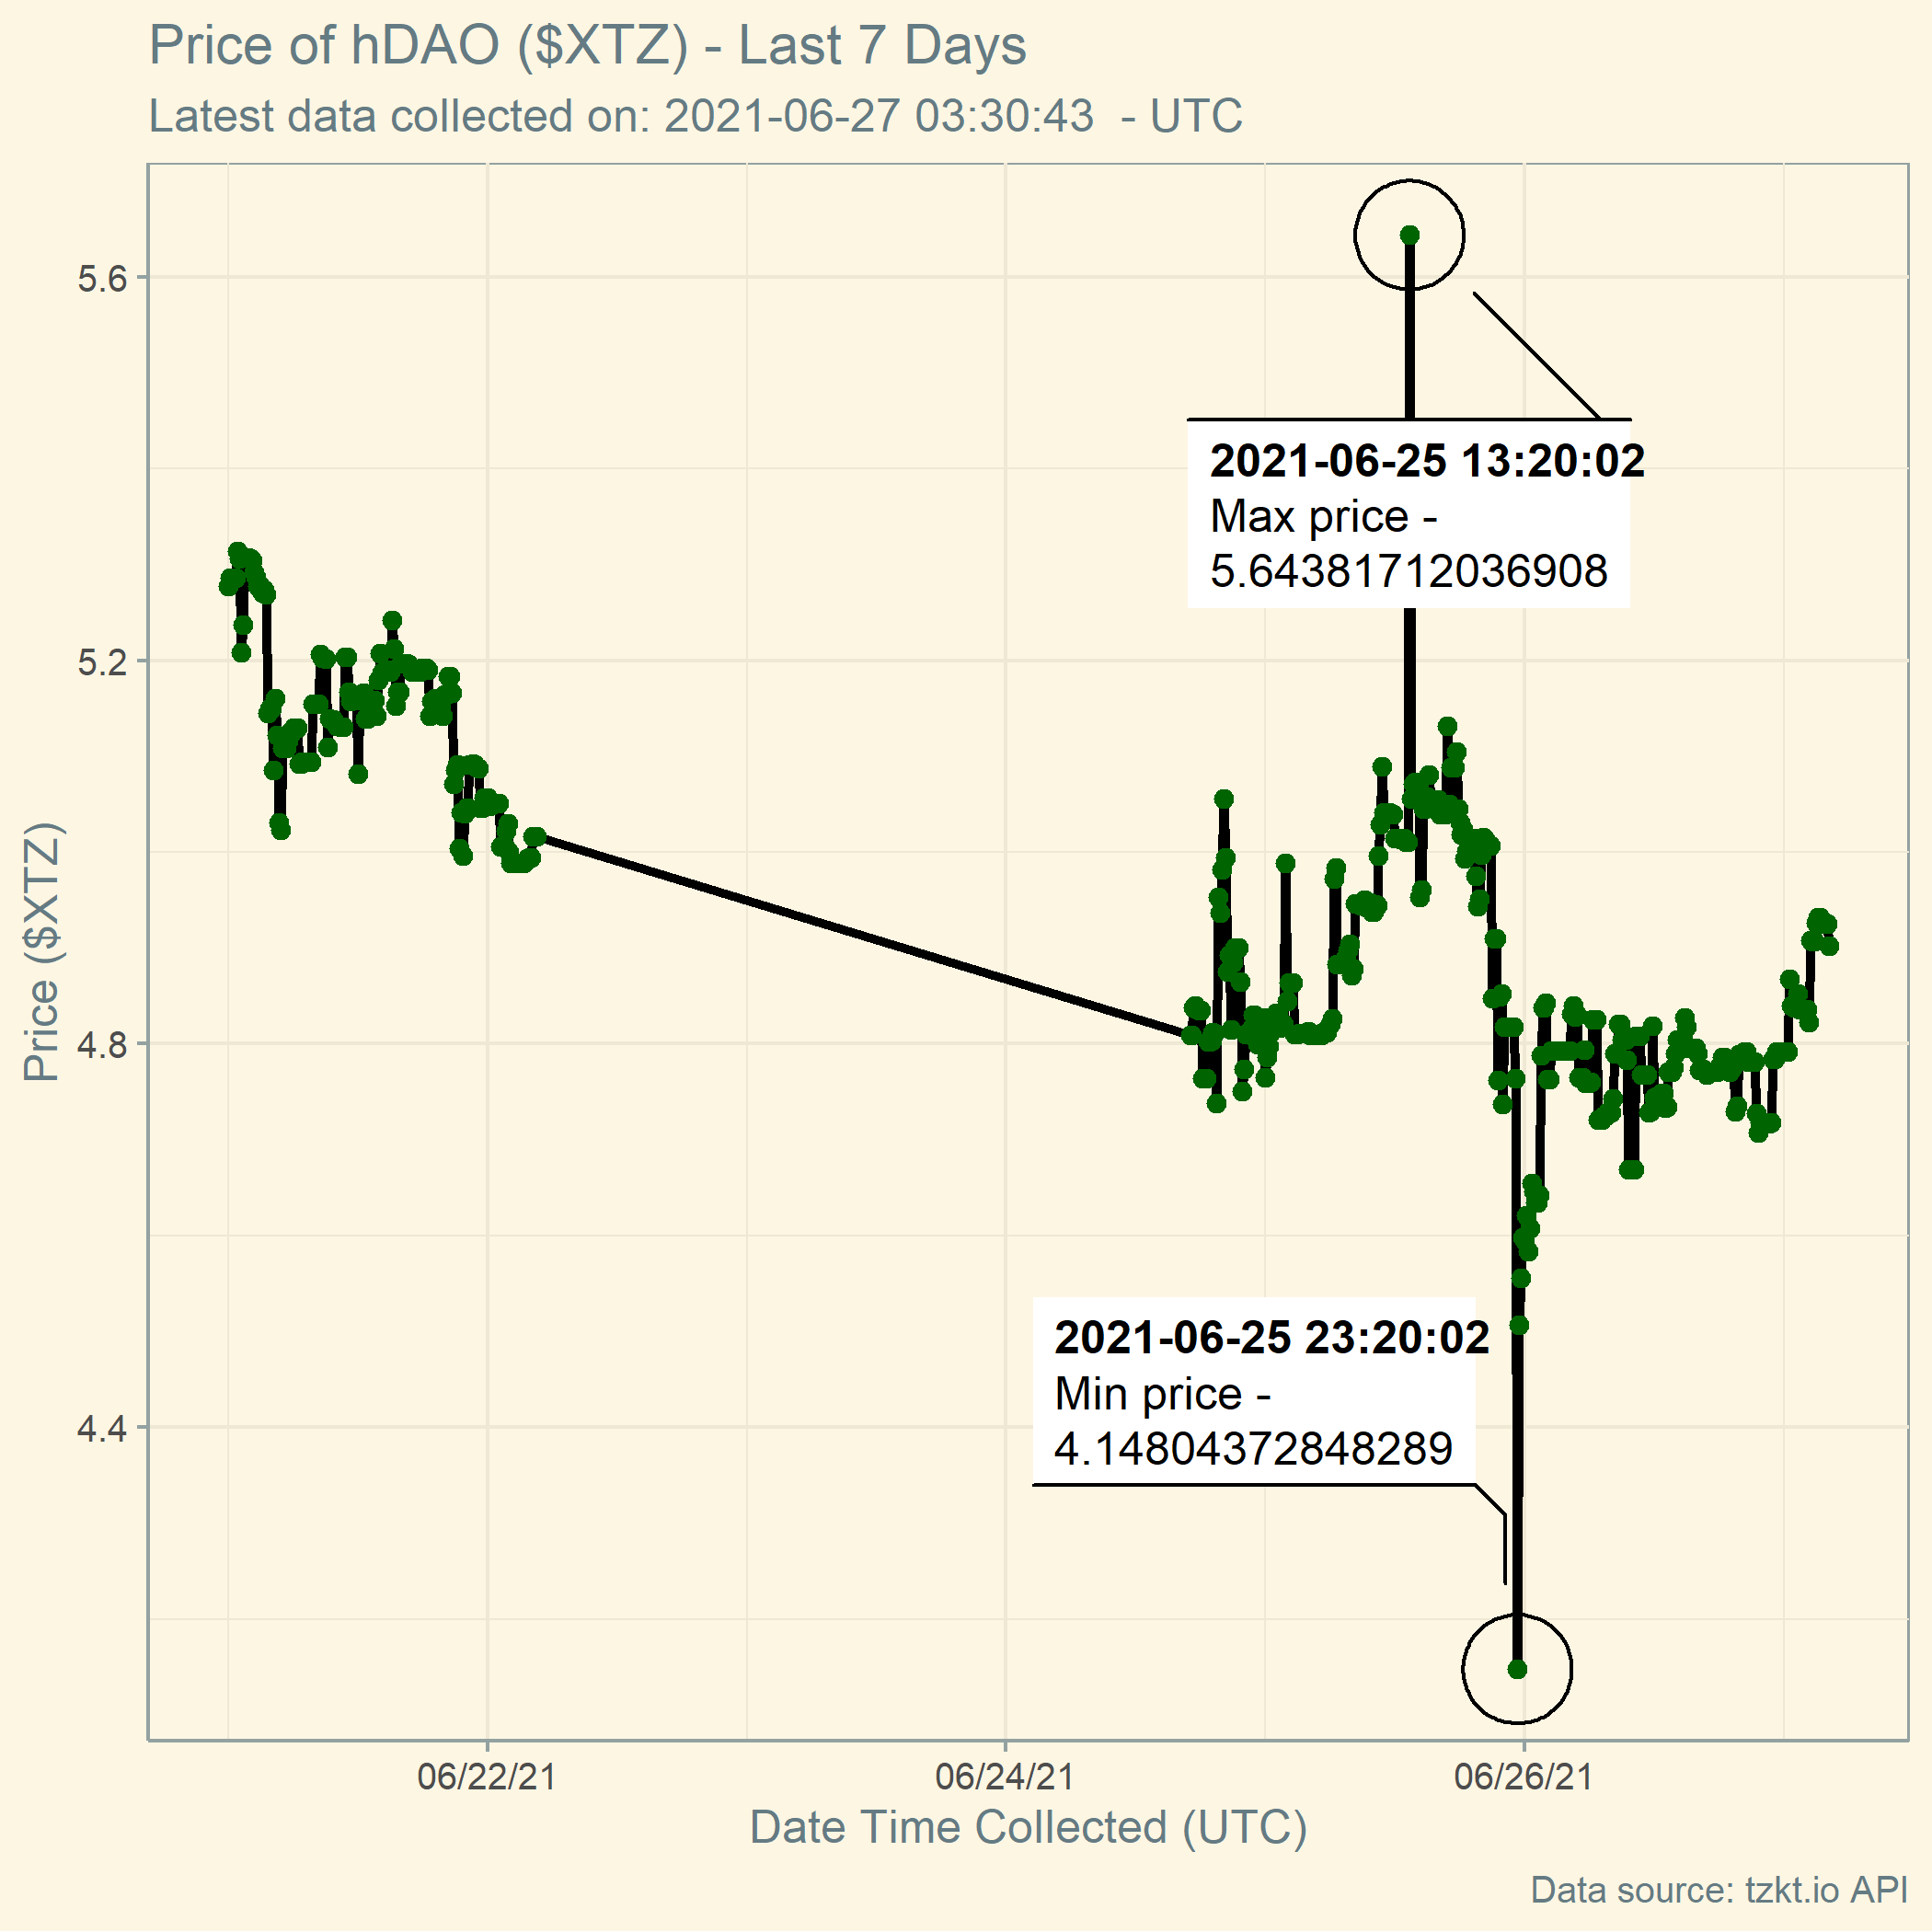 Price of hDAO ($XTZ) - Last 7 Days
Latest data collected on: 2021-06-27 03:30:43  - UTC
5.6
5.2
4.8
4.4
Price ($XTZ)
2021-06-25 13:20:02
Max price -
5.64381712036908
2021-06-25 23:20:02
Min price -
4.14804372848289
06/22/21
06/24/21
06/26/21
Date Time Collected (UTC)
Data source: tzkt.io API